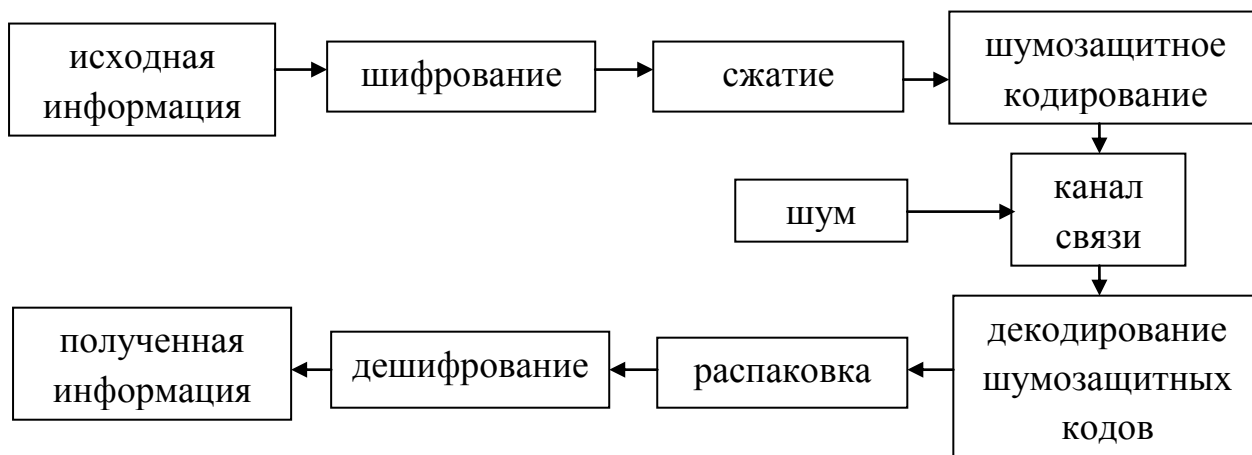 исходная
информация
шифрование
сжатие
шумозащитное
кодирование
шум
канал
связи
полученная
информация
дешифрование
распаковка
декодирование
шумозащитных
кодов